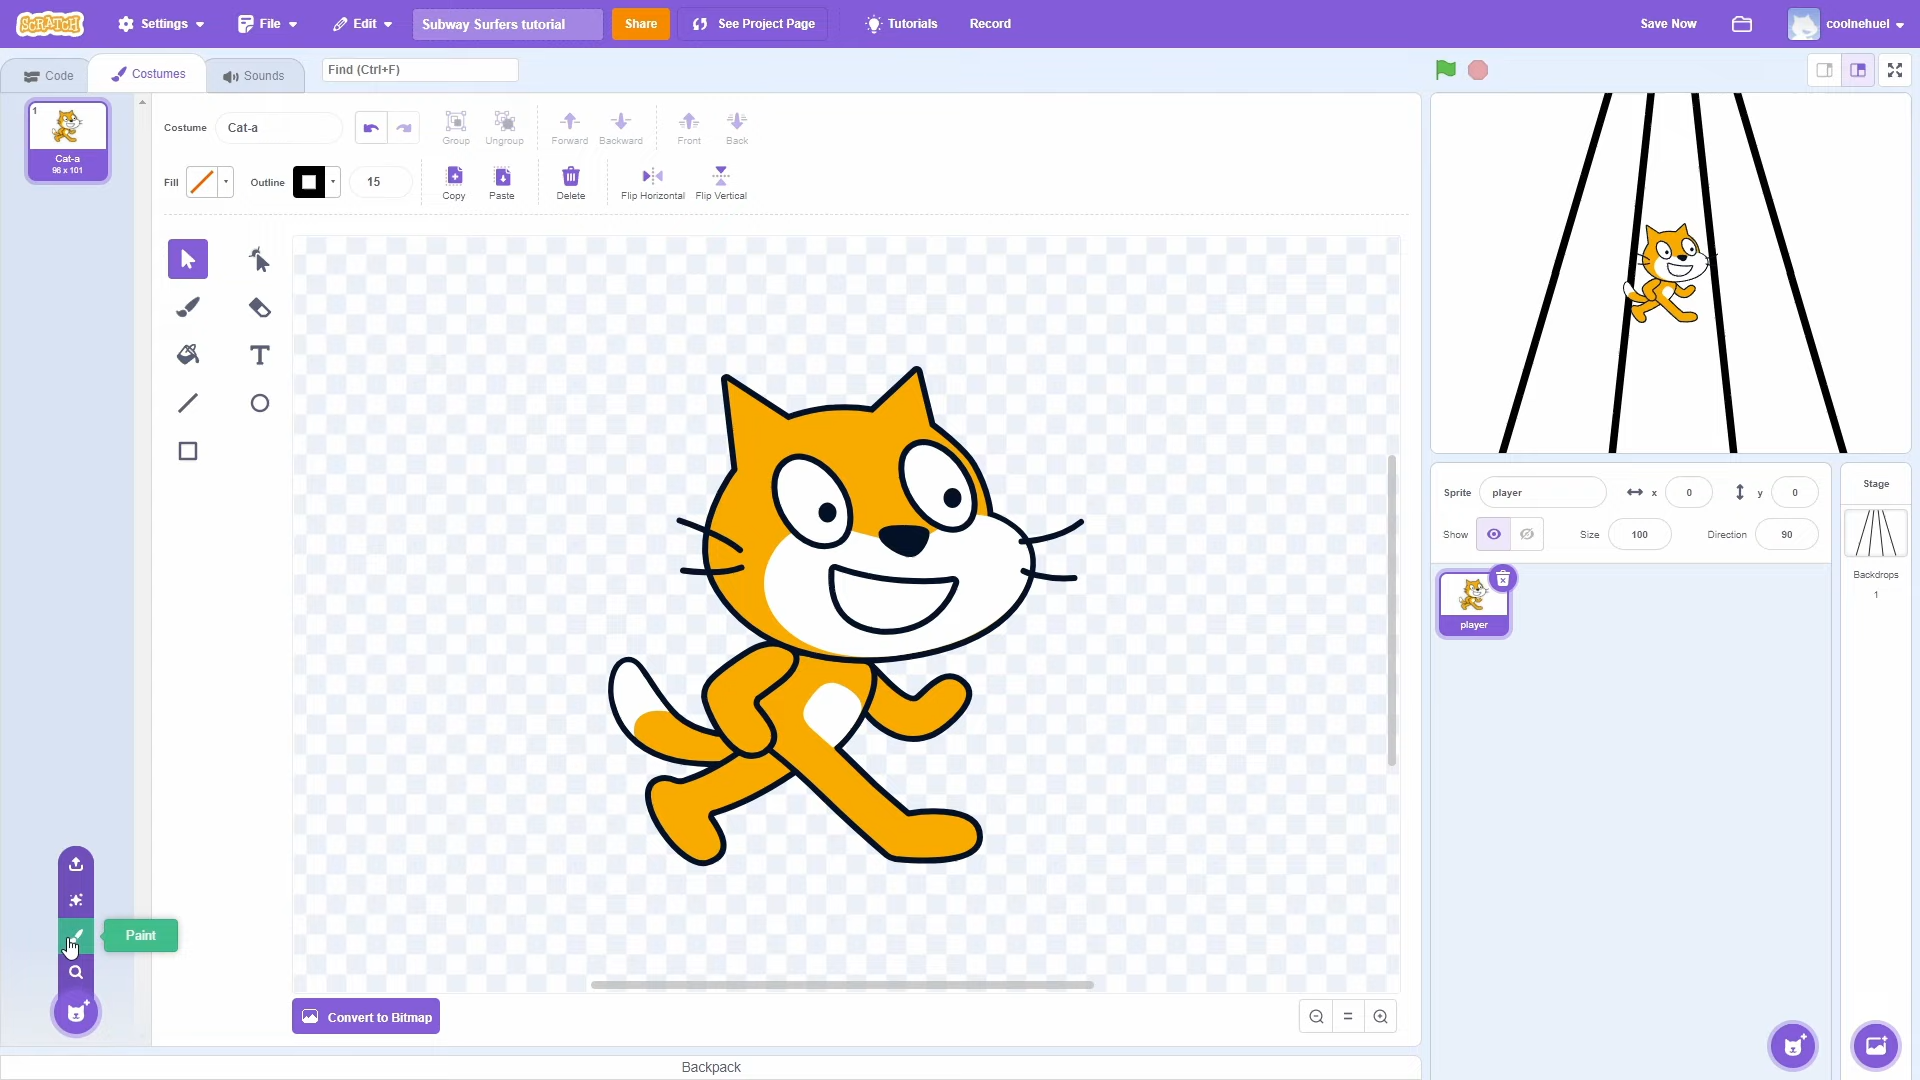 SCRATCH Settings File Edit Subway Surfers tutorial Share See Project Page Tutorials Record Save Now coolnehuel
Code Costumes Sounds Find (Ctrl+F)
1
Cat-a
96 x 101
Costume Cat-a Group Ungroup Forward Backward Front Back
Fill Outline 15 Copy Paste Delete Flip Horizontal Flip Vertical
Sprite player x 0 y 0
Show Size 100 Direction 90
player
Stage
Backdrops
1
Paint
Convert to Bitmap
Backpack